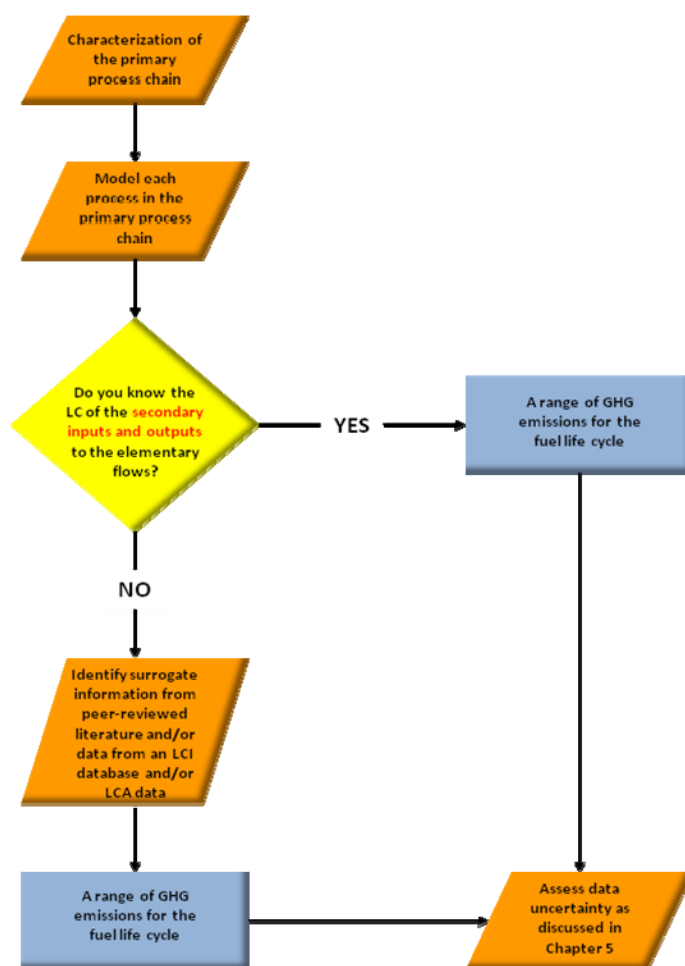 Characterization of
the primary
process chain
Model each
process in the
primary process
chain
Do you know the
LC of the secondary
inputs and outputs
to the elementary
flows?
YES
A range of GHG
emissions for the
fuel life cycle
NO
Identify surrogate
information from
peer-reviewed
literature and/or
data from an LCI
database and/or
LCA data
A range of GHG
emissions for the
fuel life cycle
Assess data
uncertainty as
discussed in
Chapter 5